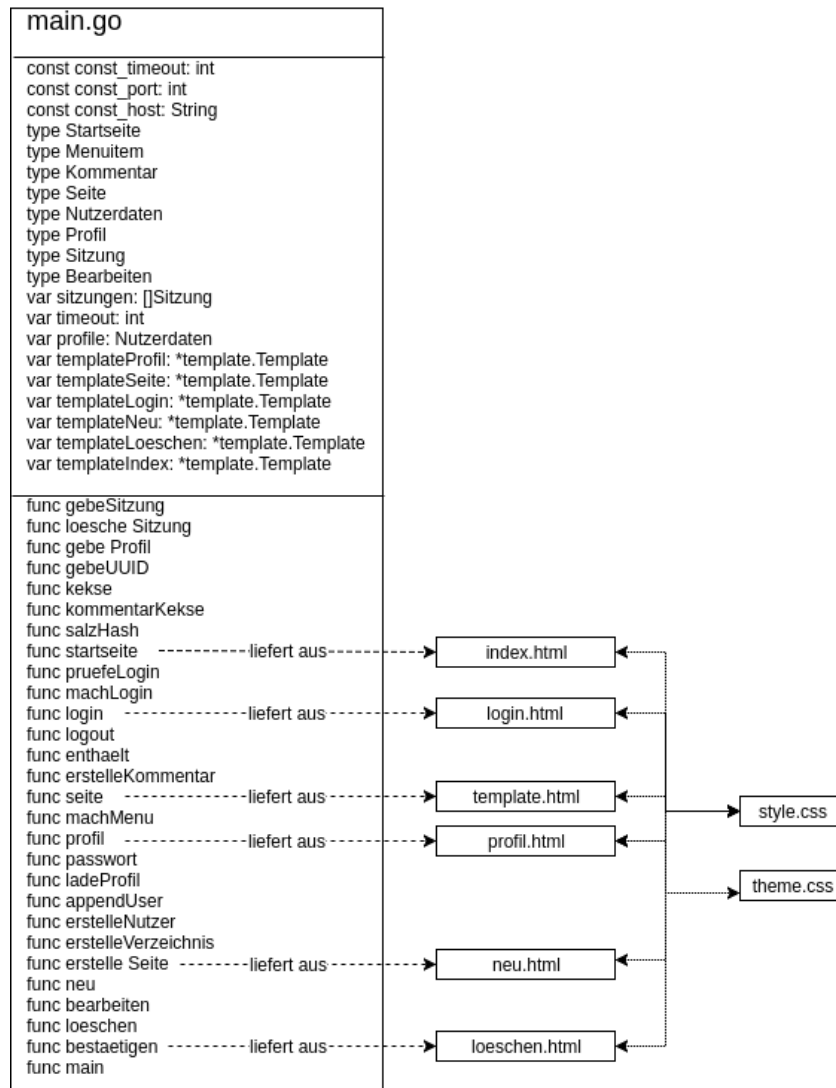 main.go
const const_timeout: int
const const_port: int
const const_host: String
type Startseite
type Menuitem
type Kommentar
type Seite
type Nutzerdaten
type Profil
type Sitzung
type Bearbeiten
var sitzungen: []Sitzung
var timeout: int
var profile: Nutzerdaten
var templateProfil: *template.Template
var templateSeite: *template.Template
var templateLogin: *template.Template
var templateNeu: *template.Template
var templateLoeschen: *template.Template
var templateIndex: *template.Template
func gebeSitzung
func loesche Sitzung
func gebe Profil
func gebeUUID
func kekse
func kommentarKekse
func salzHash
func startseite liefert aus index.html
func pruefeLogin
func machLogin
func login liefert aus login.html
func logout
func enthaelt
func erstelleKommentar
func seite liefert aus template.html
func machMenu
style.css
func profil liefert aus profil.html
func passwort
func ladeProfil
theme.css
func appendUser
func erstelleNutzer
func erstelleVerzeichnis
func erstelle Seite liefert aus neu.html
func neu
func bearbeiten
func loeschen
func bestaetigen liefert aus loeschen.html
func main